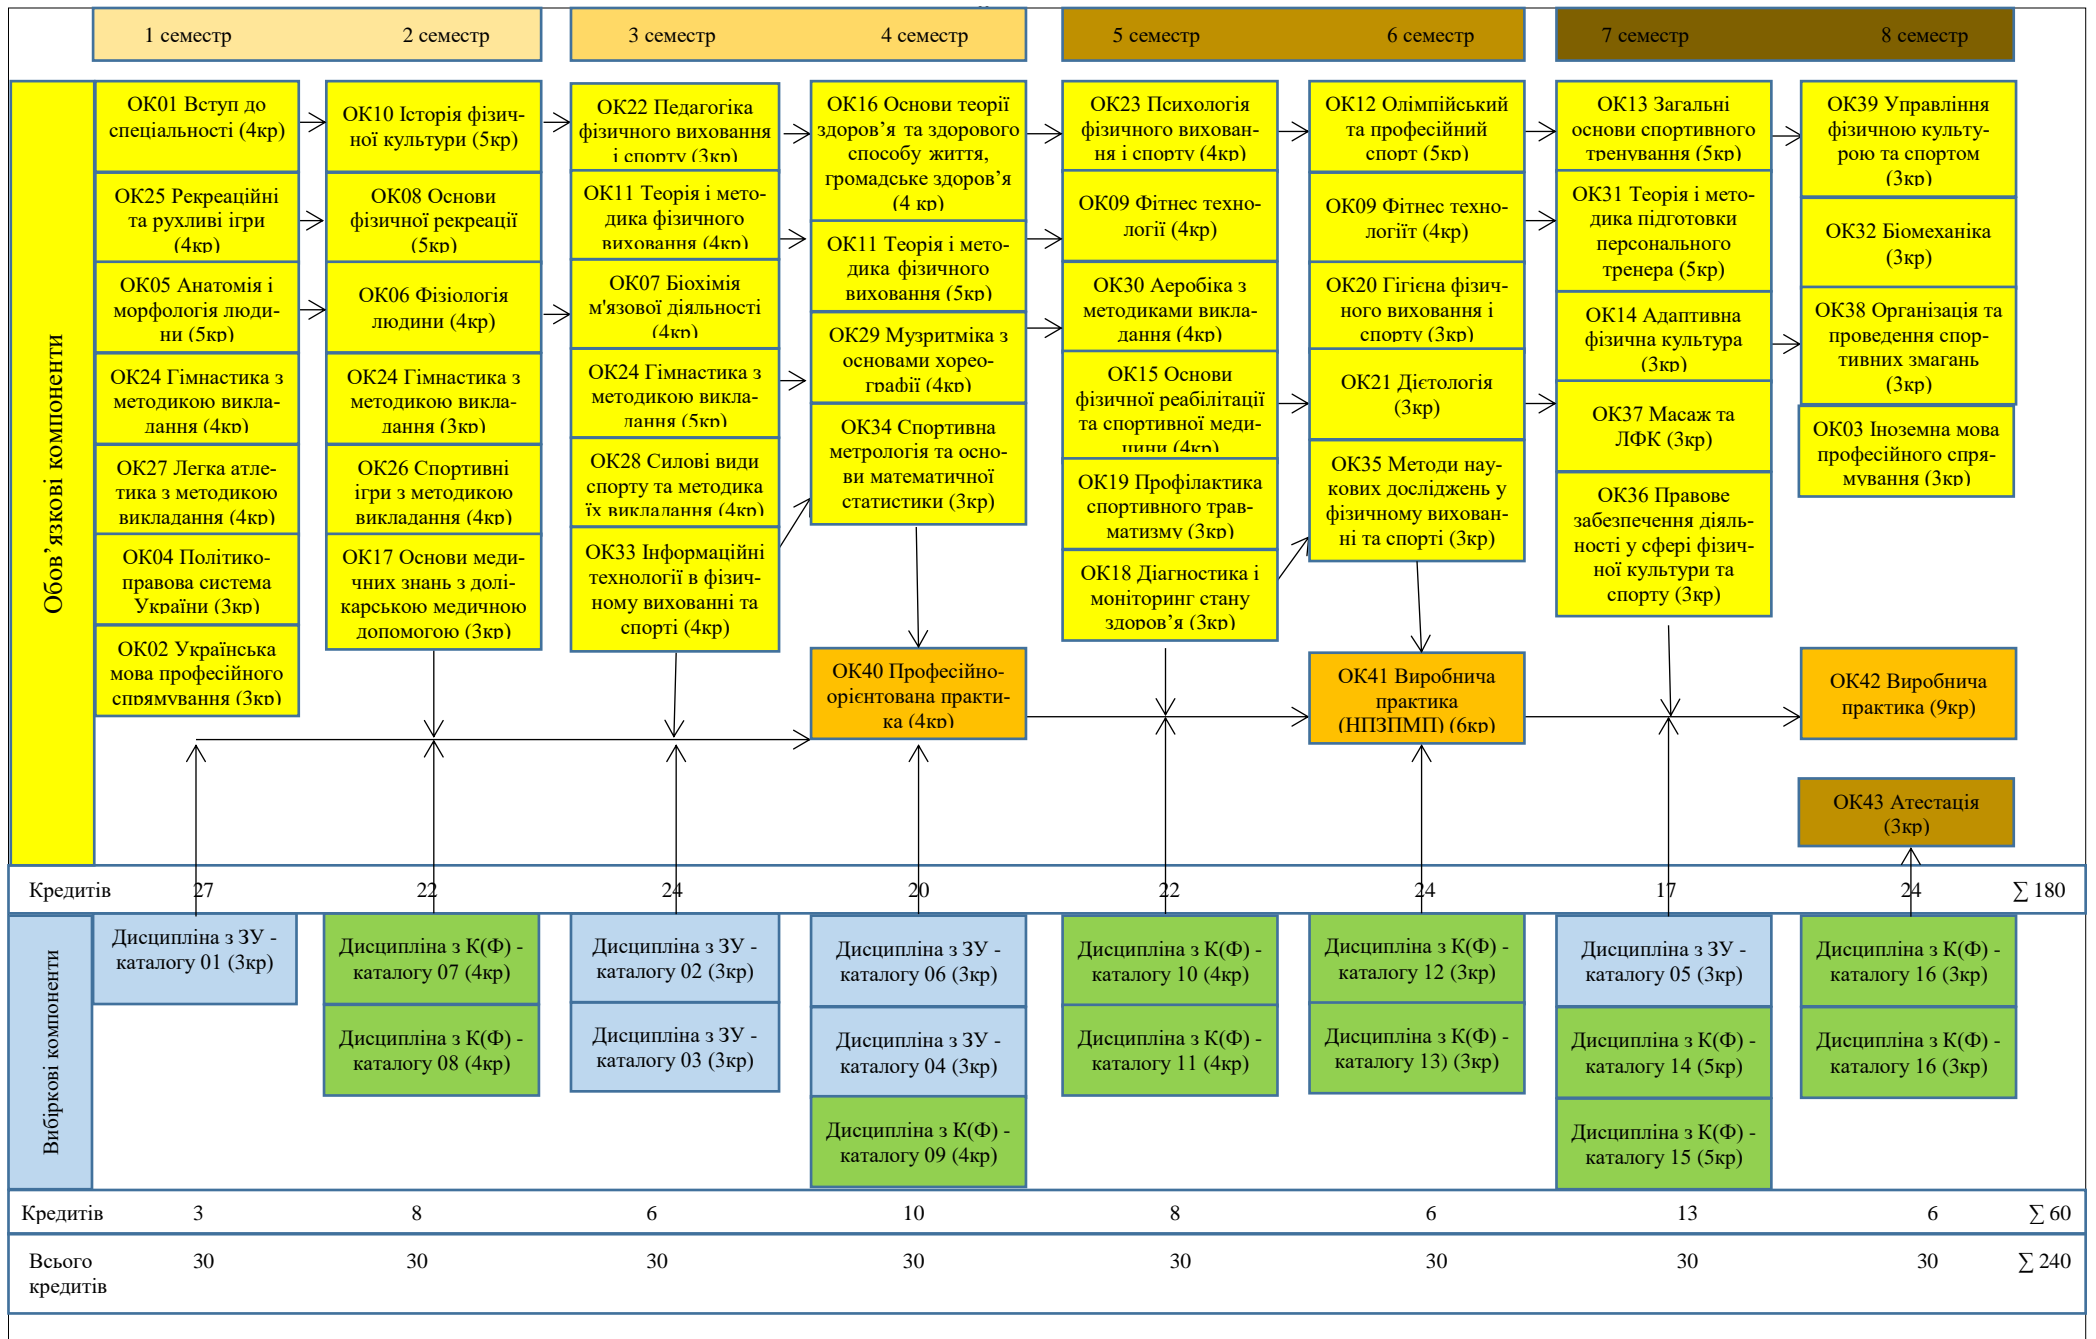 1 семестр
2 семестр
3 семестр
4 семестр
5 семестр
6 семестр
7 семестр
8 семестр
Обов’язкові компоненти
ОК01 Вступ до
спеціальності (4кр)
ОК25 Рекреаційні
та рухливі ігри
(4кр)
ОК05 Анатомія і
морфологія люди-
ни (5кр)
ОК24 Гімнастика з
методикою викла-
дання (4кр)
ОК27 Легка атле-
тика з методикою
викладання (4кр)
ОК04 Політико-
правова система
України (3кр)
ОК02 Українська
мова професійного
спрямування (3кр)
ОК10 Історія фізич-
ної культури (5кр)
ОК08 Основи
фізичної рекреації
(5кр)
ОК06 Фізіологія
людини (4кр)
ОК24 Гімнастика з
методикою викла-
дання (3кр)
ОК26 Спортивні
ігри з методикою
викладання (4кр)
ОК17 Основи меди-
чних знань з долі-
карською медичною
допомогою (3кр)
ОК22 Педагогіка
фізичного виховання
і спорту (3кр)
ОК11 Теорія і мето-
дика фізичного
виховання (4кр)
ОК07 Біохімія
м'язової діяльності
(4кр)
ОК24 Гімнастика з
методикою викла-
дання (5кр)
ОК28 Силові види
спорту та методика
їх викладання (4кр)
ОК33 Інформаційні
технології в фізич-
ному вихованні та
спорті (4кр)
ОК16 Основи теорії
здоров’я та здорового
способу життя,
громадське здоров’я
(4 кр)
ОК11 Теорія і мето-
дика фізичного
виховання (5кр)
ОК29 Музритміка з
основами хорео-
графії (4кр)
ОК34 Спортивна
метрологія та осно-
ви математичної
статистики (3кр)
ОК40 Професійно-
орієнтована практи-
ка (4кр)
ОК23 Психологія
фізичного вихован-
ня і спорту (4кр)
ОК09 Фітнес техно-
логії (4кр)
ОК30 Аеробіка з
методиками викла-
дання (4кр)
ОК15 Основи
фізичної реабілітації
та спортивної меди-
цини (4кр)
ОК19 Профілактика
спортивного трав-
матизму (3кр)
ОК18 Діагностика і
моніторинг стану
здоров’я (3кр)
ОК12 Олімпійський
та професійний
спорт (5кр)
ОК09 Фітнес техно-
логіїт (4кр)
ОК20 Гігієна фізич-
ного виховання і
спорту (3кр)
ОК21 Дієтологія
(3кр)
ОК35 Методи нау-
кових досліджень у
фізичному вихован-
ні та спорті (3кр)
ОК41 Виробнича
практика
(НПЗПМП) (6кр)
ОК13 Загальні
основи спортивного
тренування (5кр)
ОК31 Теорія і мето-
дика підготовки
персонального
тренера (5кр)
ОК14 Адаптивна
фізична культура
(3кр)
ОК37 Масаж та
ЛФК (3кр)
ОК36 Правове
забезпечення діяль-
ності у сфері фізич-
ної культури та
спорту (3кр)
ОК39 Управління
фізичною культу-
рою та спортом
(3кр)
ОК32 Біомеханіка
(3кр)
ОК38 Організація та
проведення спор-
тивних змагань
(3кр)
ОК03 Іноземна мова
професійного спря-
мування (3кр)
ОК42 Виробнича
практика (9кр)
ОК43 Атестація
(3кр)
Кредитів 27 22 24 20 22 24 17 24 ∑ 180
Вибіркові компоненти
Дисципліна з ЗУ -
каталогу 01 (3кр)
Дисципліна з К(Ф) -
каталогу 07 (4кр)
Дисципліна з К(Ф) -
каталогу 08 (4кр)
Дисципліна з ЗУ -
каталогу 02 (3кр)
Дисципліна з ЗУ -
каталогу 03 (3кр)
Дисципліна з ЗУ -
каталогу 06 (3кр)
Дисципліна з ЗУ -
каталогу 04 (3кр)
Дисципліна з К(Ф) -
каталогу 09 (4кр)
Дисципліна з К(Ф) -
каталогу 10 (4кр)
Дисципліна з К(Ф) -
каталогу 11 (4кр)
Дисципліна з К(Ф) -
каталогу 12 (3кр)
Дисципліна з К(Ф) -
каталогу 13) (3кр)
Дисципліна з ЗУ -
каталогу 05 (3кр)
Дисципліна з К(Ф) -
каталогу 14 (5кр)
Дисципліна з К(Ф) -
каталогу 15 (5кр)
Дисципліна з К(Ф) -
каталогу 16 (3кр)
Дисципліна з К(Ф) -
каталогу 16 (3кр)
Кредитів 3 8 6 10 8 6 13 6 ∑ 60
Всього
кредитів
30 30 30 30 30 30 30 30 ∑ 240